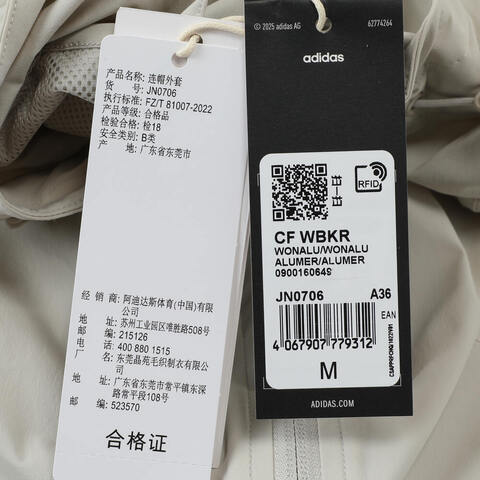 产品名称: 连帽外套
货 号: JN0706
执行标准: FZ/T 81007-2022
产品等级: 合格品
检验合格: 检18
安全类别: B类
产 地: 广东省东莞市
经 销 商: 阿迪达斯体育(中国)有限
公司
地 址: 苏州工业园区唯胜路508号
邮 编: 215126
电 话: 400 880 1515
厂 名: 东莞晶苑毛织制衣有限
公司
地 址: 广东省东莞市常平镇东深
路常平段108号
邮 编: 523570
合格证
© 2025 adidas AG
62774264
adidas
RFID
CF WBKR
WONALU/WONALU
ALUMER/ALUMER
0900160649
JN0706 A36
EAN
4 067907 779312
M
ADIDAS.COM